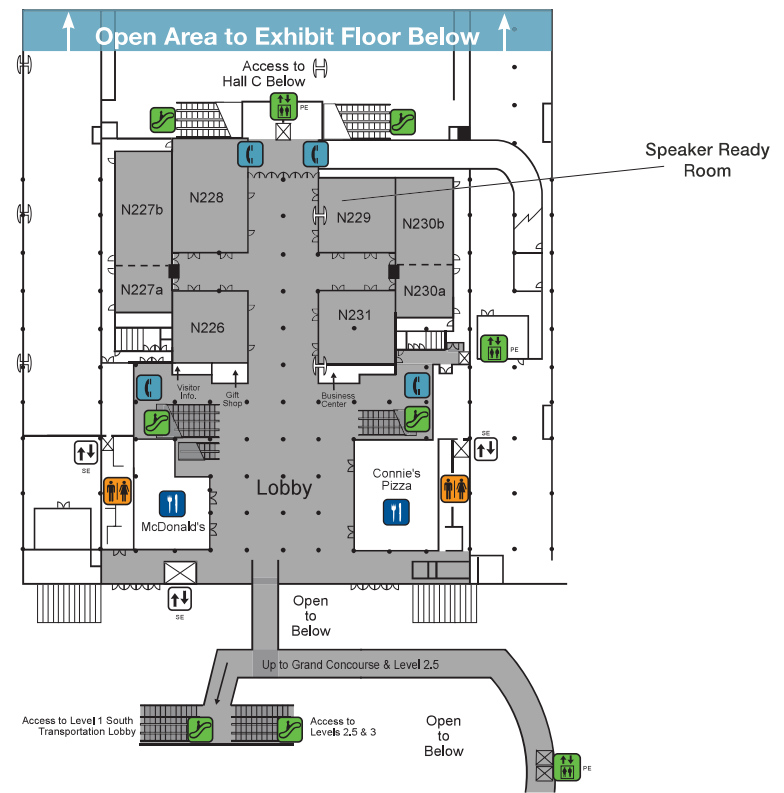 Open Area to Exhibit Floor Below
Access to
Hall C Below
PE
Speaker Ready
Room
N228
N227b
N229
N230b
N227a
N230a
N226
N231
PE
Visitor
Info.
Gift
Shop
Business
Center
SE
SE
Connie's
Pizza
Lobby
McDonald's
SE
Open
to
Below
Up to Grand Concourse & Level 2.5
Access to Level 1 South
Transportation Lobby
Access to
Levels 2.5 & 3
Open
to
Below
PE